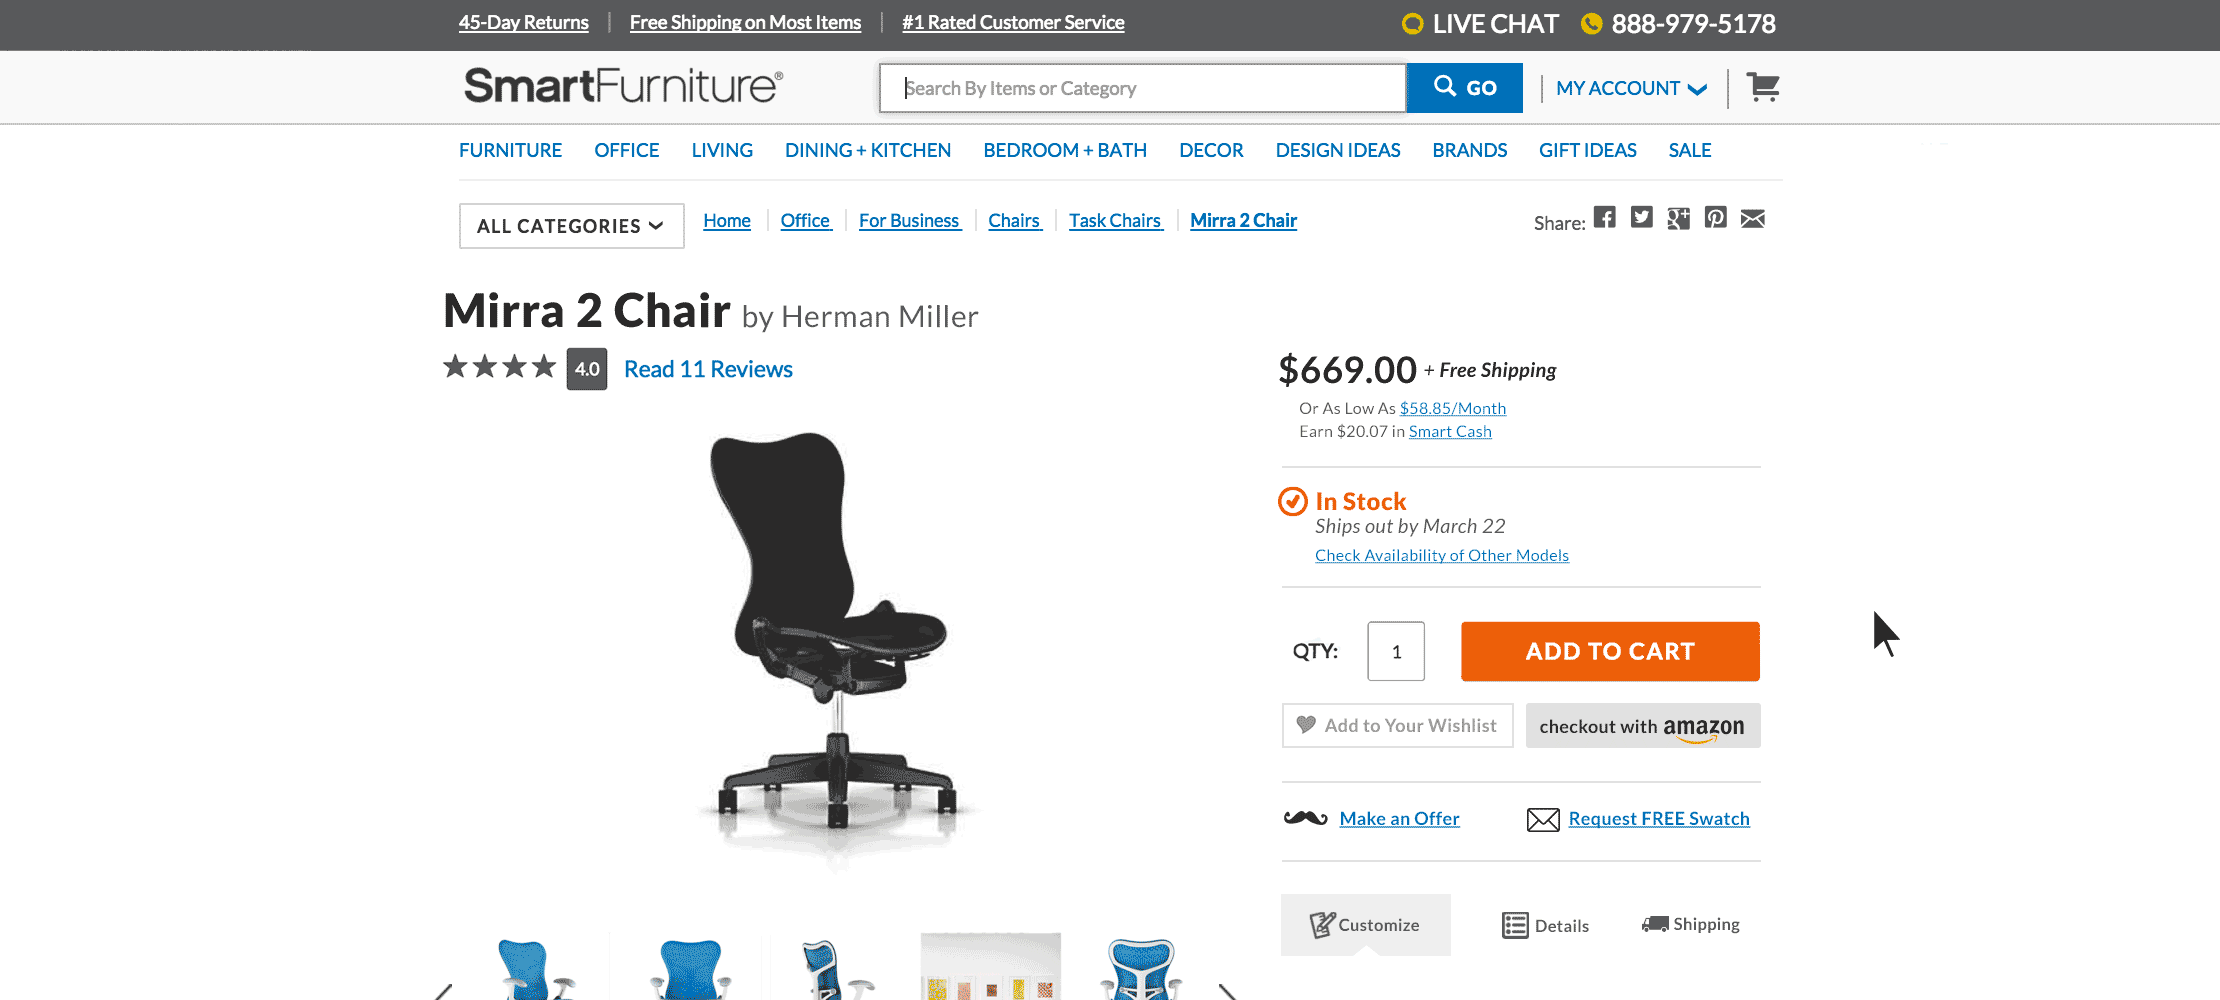 45-Day Returns Free Shipping on Most Items #1 Rated Customer Service LIVE CHAT 888-979-5178
SmartFurniture® Search By Items or Category GO MY ACCOUNT
FURNITURE OFFICE LIVING DINING + KITCHEN BEDROOM + BATH DECOR DESIGN IDEAS BRANDS GIFT IDEAS SALE
ALL CATEGORIES Home Office For Business Chairs Task Chairs Mirra 2 Chair Share:
Mirra 2 Chair by Herman Miller
4.0 Read 11 Reviews
$669.00 + Free Shipping
Or As Low As $58.85/Month
Earn $20.07 in Smart Cash
In Stock
Ships out by March 22
Check Availability of Other Models
QTY: 1 ADD TO CART
Add to Your Wishlist checkout with amazon
Make an Offer Request FREE Swatch
Customize Details Shipping